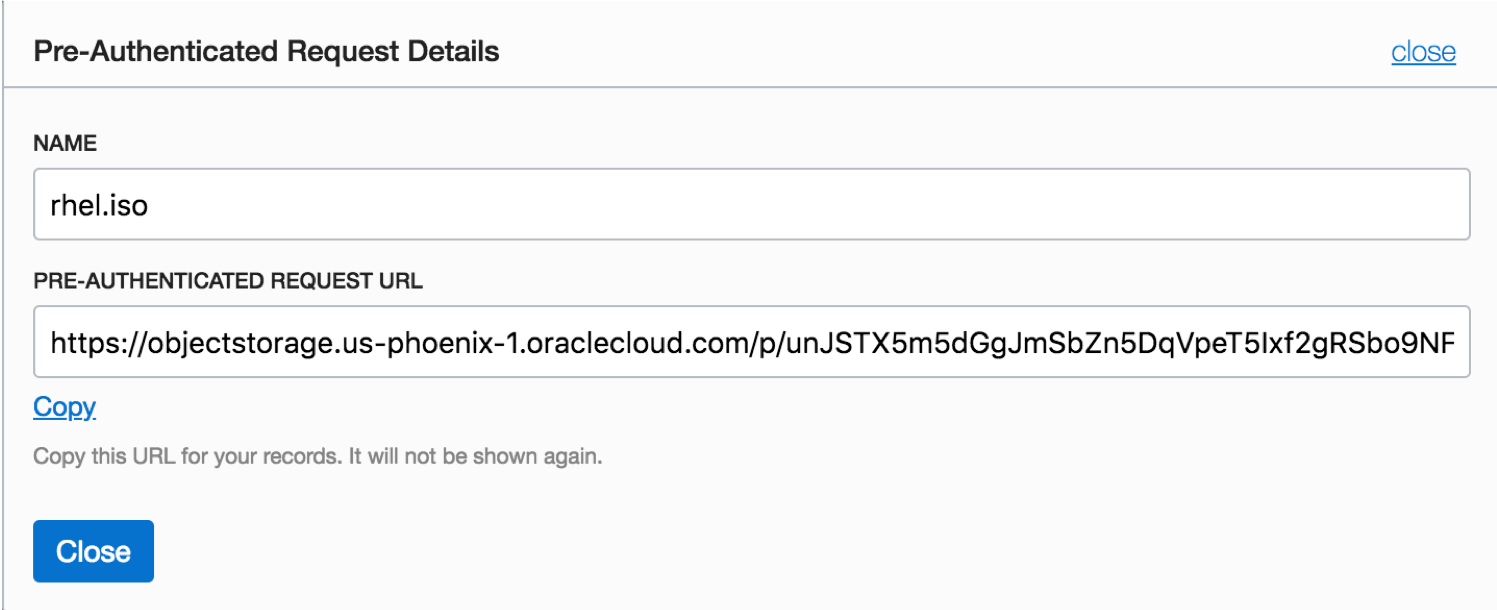 Pre-Authenticated Request Details close
NAME
rhel.iso
PRE-AUTHENTICATED REQUEST URL
https://objectstorage.us-phoenix-1.oraclecloud.com/p/unJSTX5m5dGgJmSbZn5DqVpeT5Ixf2gRSbo9NF
Copy
Copy this URL for your records. It will not be shown again.
Close